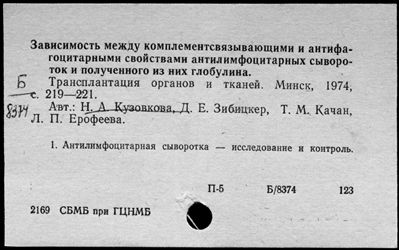 Зависимость между комплементсвязывающими и антифа-
гоцитарными свойствами антилимфоцитарных сыворо-
ток и полученного из них глобулина.
Б
8374
Трансплантация органов и тканей. Минск, 1974,
с. 219—221.
Авт.: Н. А. Кузовкова, Д. Е. Зибицкер, Т. М. Качан,
Л. П. Ерофеева.
1. Антилимфоцитарная сыворотка — исследование и контроль.
П-5 Б/8374 123
2169 СБМБ при ГЦНМБ